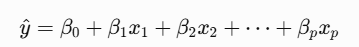 ŷ = β₀ + β₁x₁ + β₂x₂ + ⋯ + βₚxₚ